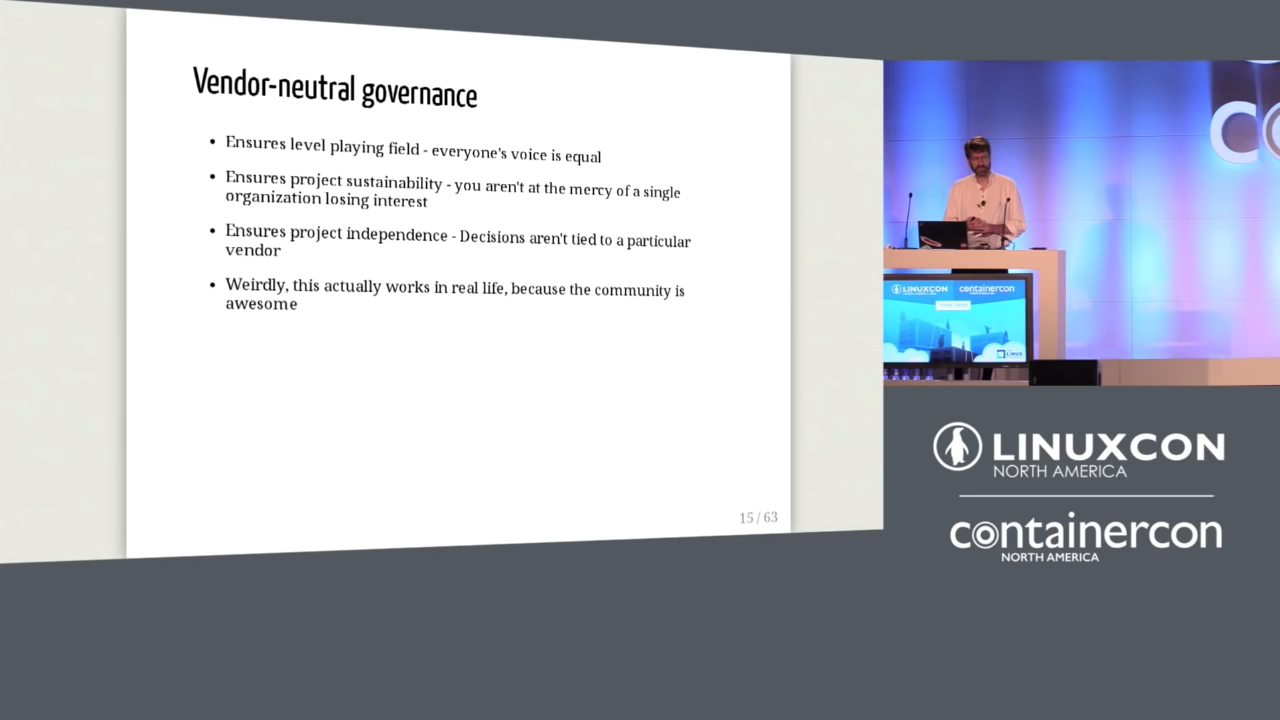 Vendor-neutral governance
• Ensures level playing field - everyone's voice is equal
• Ensures project sustainability - you aren't at the mercy of a single
organization losing interest
• Ensures project independence - Decisions aren't tied to a particular
vendor
• Weirdly, this actually works in real life, because the community is
awesome
15 / 63
LINUXCON
containercon
LINUXCON
NORTH AMERICA
containercon
NORTH AMERICA